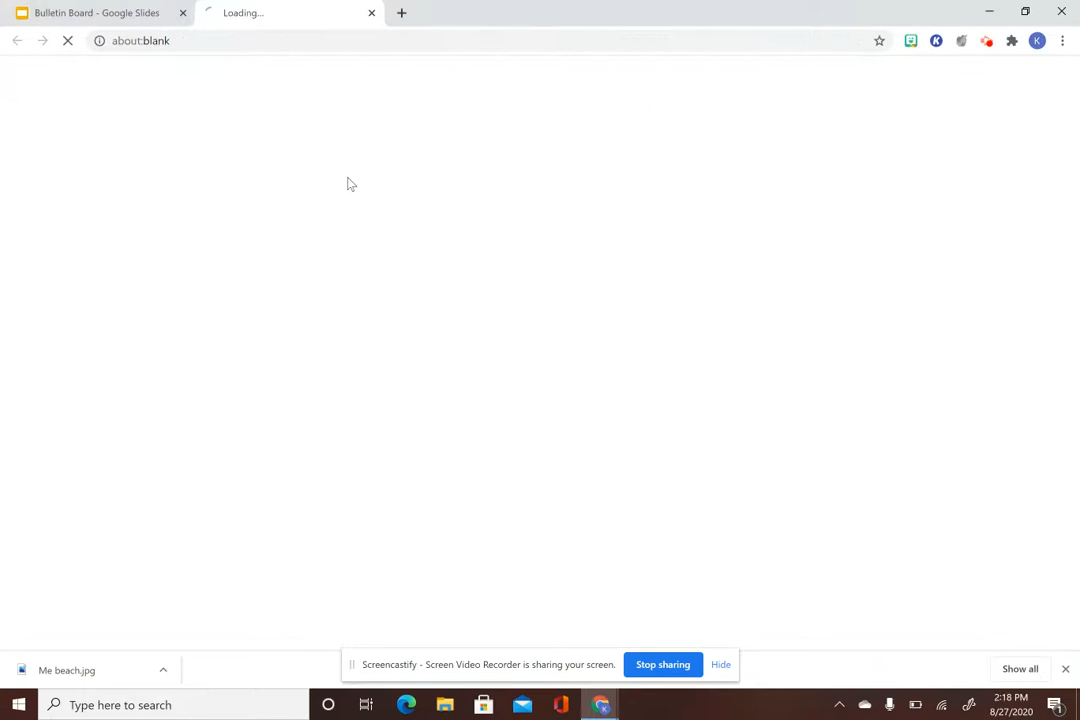 Bulletin Board - Google Slides
Loading...
about:blank
K
K
Me beach.jpg
Screencastify - Screen Video Recorder is sharing your screen.
Stop sharing
Hide
Show all
Type here to search
K
2:18 PM
8/27/2020
1